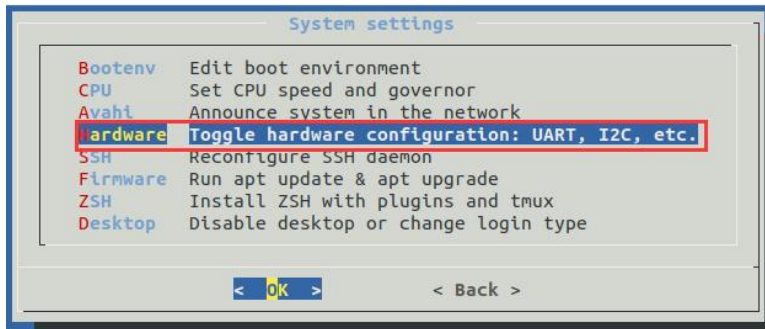 System settings
Bootenv Edit boot environment
CPU Set CPU speed and governor
Avahi Announce system in the network
Hardware Toggle hardware configuration: UART, I2C, etc.
SSH Reconfigure SSH daemon
Firmware Run apt update & apt upgrade
ZSH Install ZSH with plugins and tmux
Desktop Disable desktop or change login type
< OK > < Back >